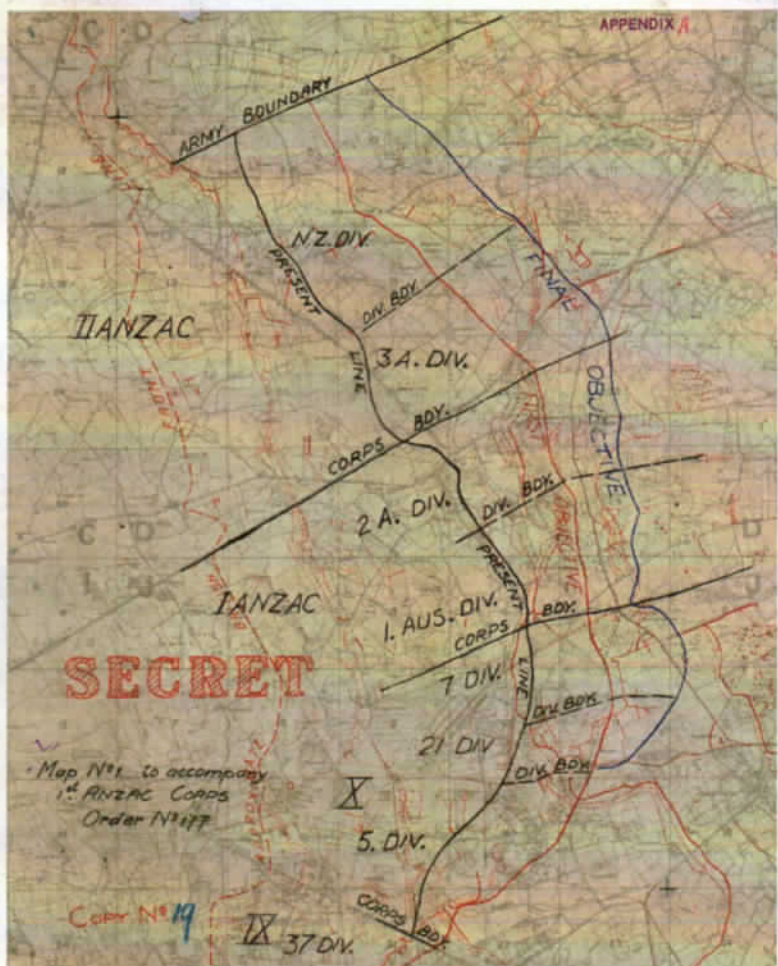 APPENDIX A
C D
ARMY BOUNDARY
N.Z. DIV.
PRESENT
LINE
DIV. BDY.
FINAL
OBJECTIVE
II ANZAC
3 A. DIV.
CORPS BDY.
FIRST
OBJECTIVE
2 A. DIV.
DIV. BDY.
PRESENT
LINE
C D
I J
D
J
I ANZAC
1. AUS. DIV.
CORPS BDY.
SECRET
7 DIV.
DIV. BDY.
21 DIV
DIV. BDY.
Map No 1. to accompany
1st ANZAC CORPS
Order No 177
X
5. DIV.
APPROXIMATE
FRONT
LINE
Copy No 19
CORPS BDY.
IX 37 DIV.